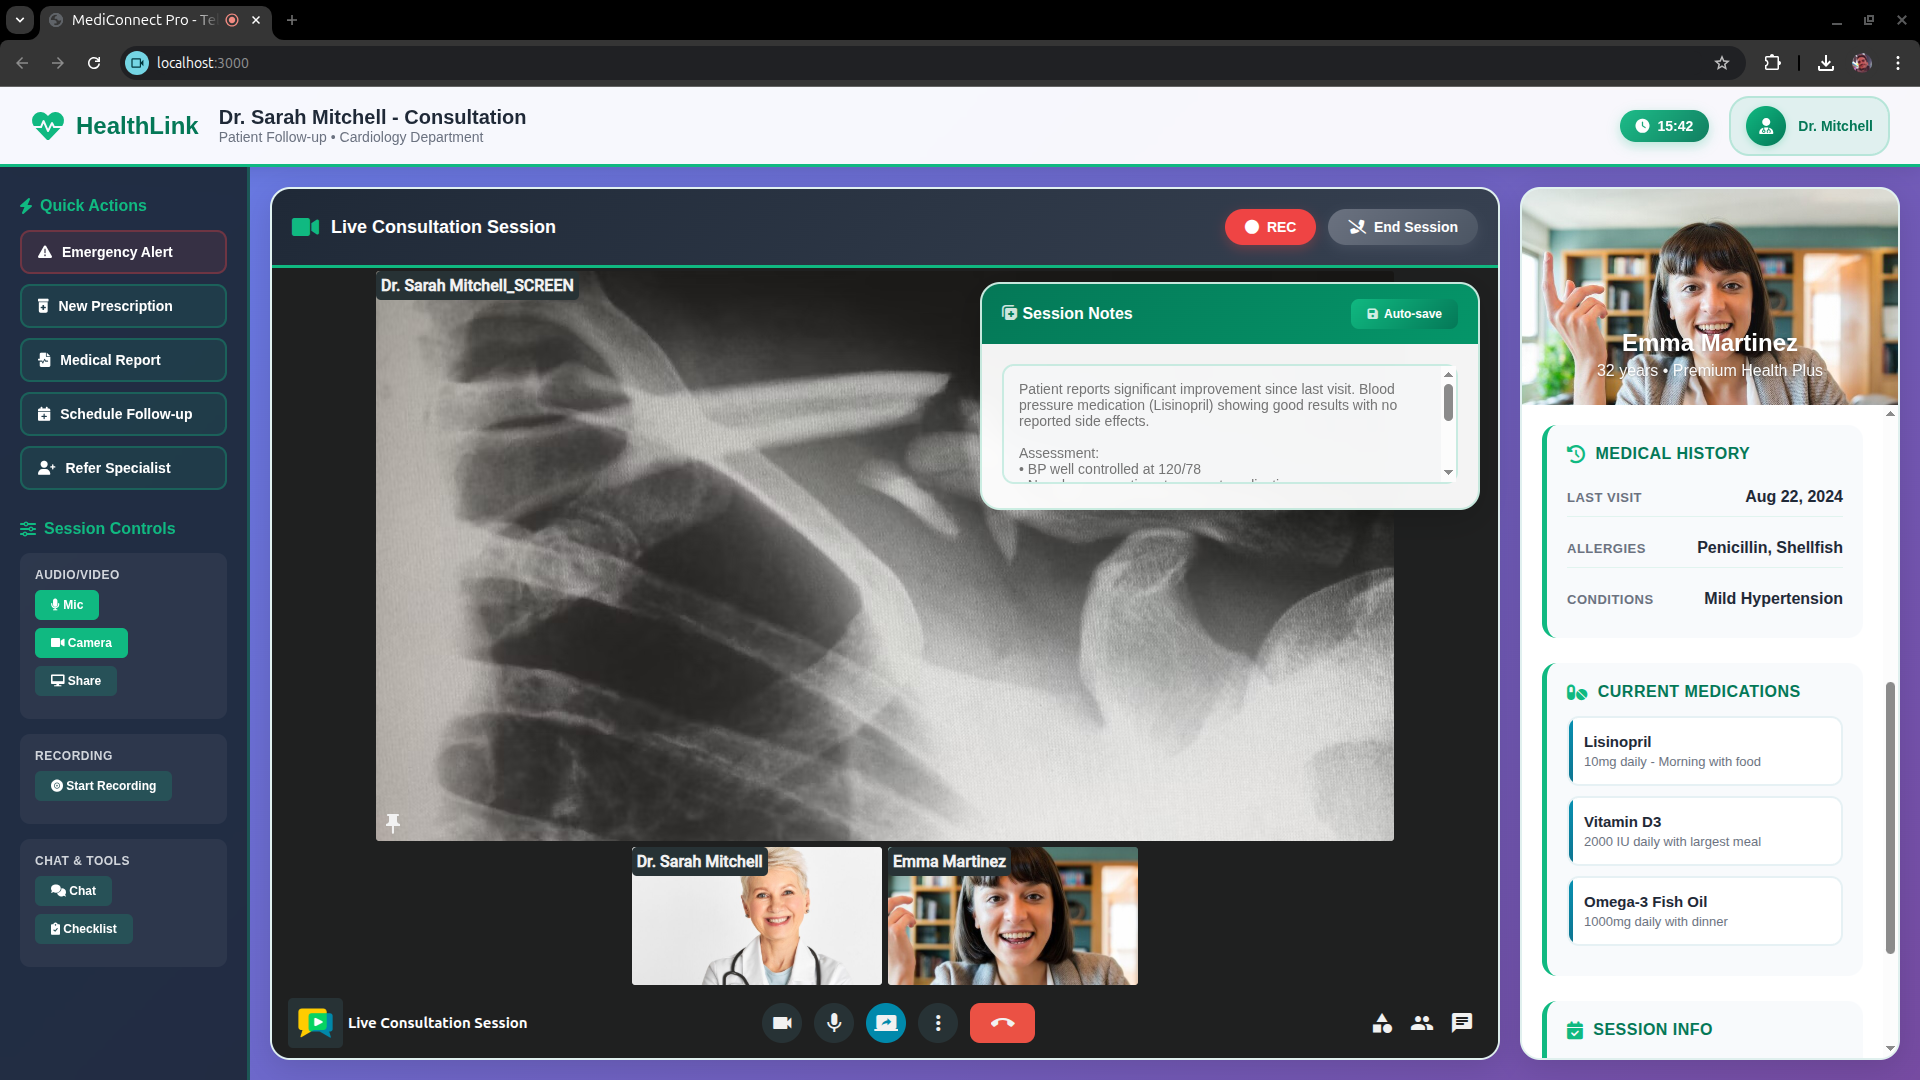 MediConnect Pro - Te
localhost:3000
HealthLink
Dr. Sarah Mitchell - Consultation
Patient Follow-up • Cardiology Department
15:42
Dr. Mitchell
Quick Actions
Emergency Alert
New Prescription
Medical Report
Schedule Follow-up
Refer Specialist
Session Controls
AUDIO/VIDEO
Mic
Camera
Share
RECORDING
Start Recording
CHAT & TOOLS
Chat
Checklist
Live Consultation Session
REC
End Session
Dr. Sarah Mitchell_SCREEN
Session Notes
Auto-save
Patient reports significant improvement since last visit. Blood
pressure medication (Lisinopril) showing good results with no
reported side effects.
Assessment:
• BP well controlled at 120/78
Dr. Sarah Mitchell
Emma Martinez
Live Consultation Session
Emma Martinez
32 years • Premium Health Plus
MEDICAL HISTORY
LAST VISIT Aug 22, 2024
ALLERGIES Penicillin, Shellfish
CONDITIONS Mild Hypertension
CURRENT MEDICATIONS
Lisinopril
10mg daily - Morning with food
Vitamin D3
2000 IU daily with largest meal
Omega-3 Fish Oil
1000mg daily with dinner
SESSION INFO